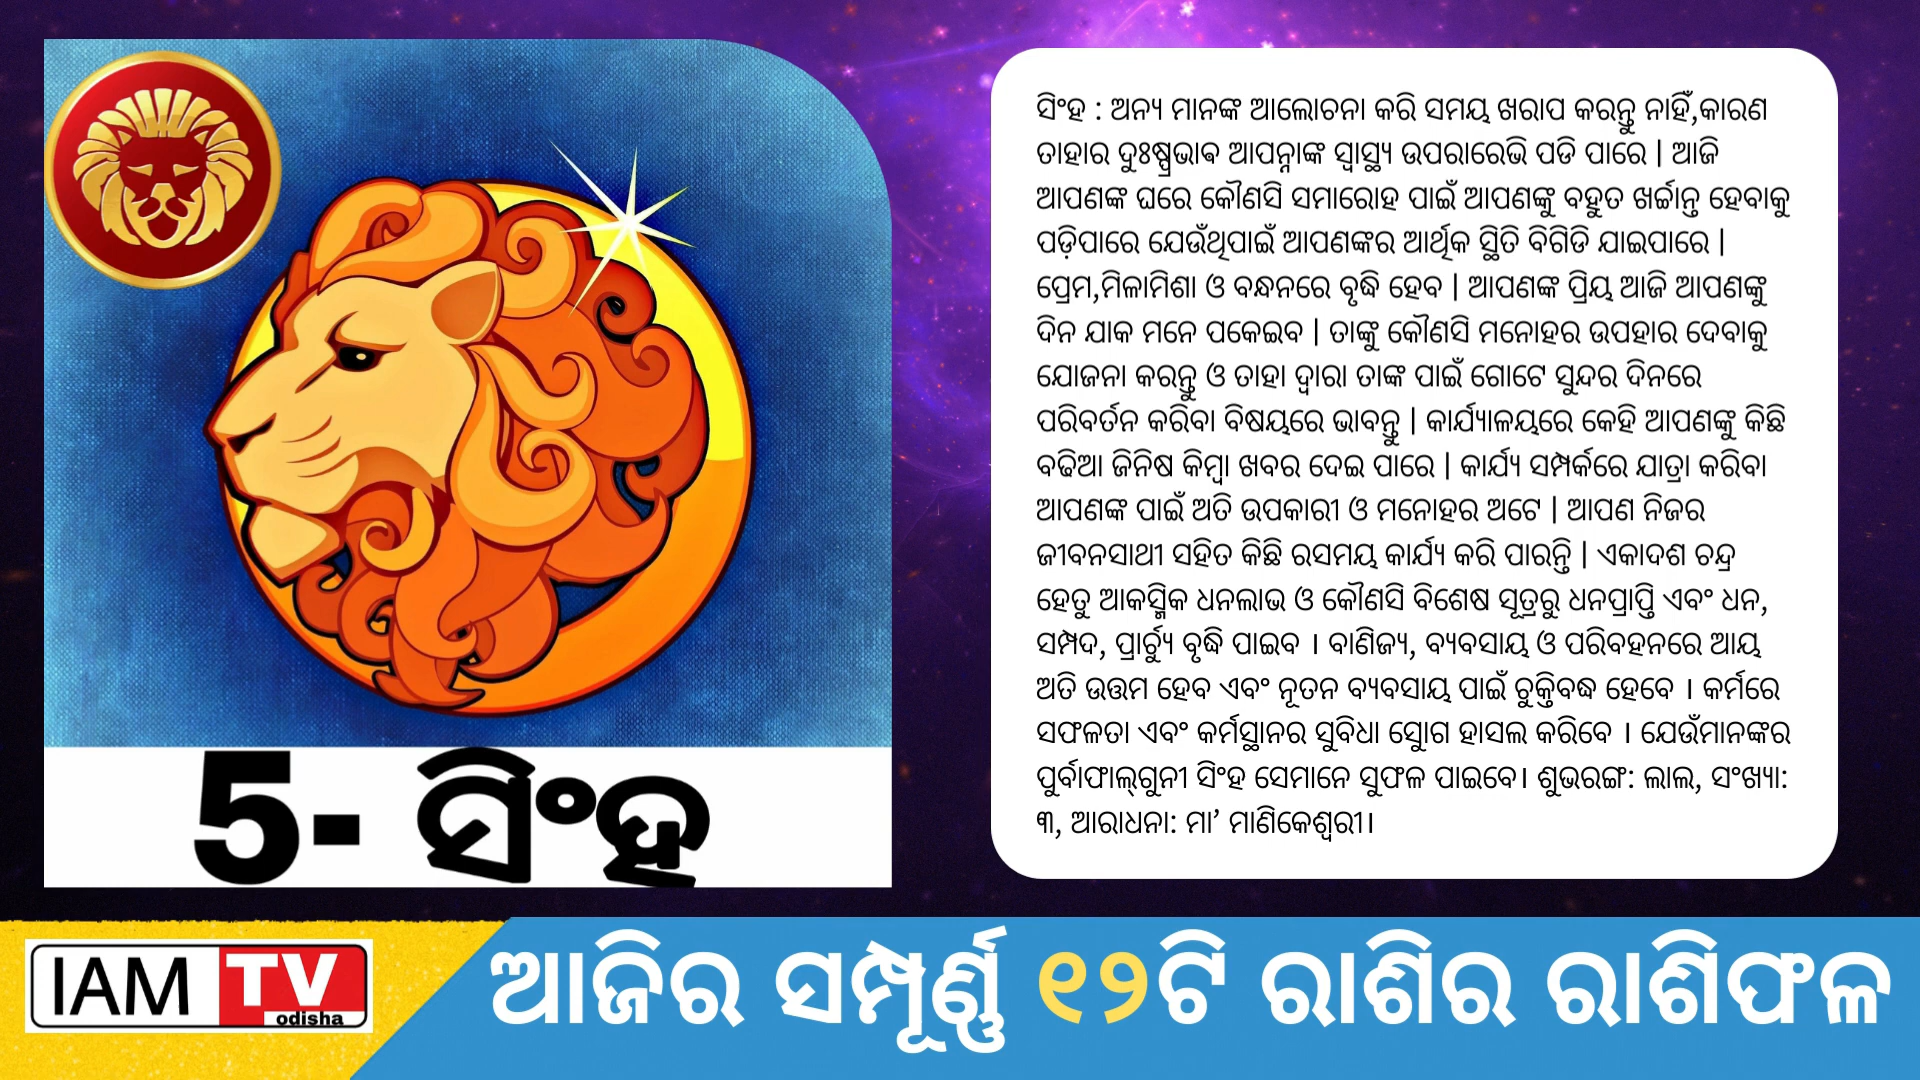 ସିଂହ : ଅନ୍ୟ ମାନଙ୍କ ଆଲୋଚନା କରି ସମୟ ଖରାପ କରନ୍ତୁ ନାହିଁ,କାରଣ
ତାହାର ଦୁଃଷ୍ପ୍ରଭାବ ଆପନ୍ନାଙ୍କ ସ୍ୱାସ୍ଥ୍ୟ ଉପରାରେଭି ପଡି ପାରେ | ଆଜି
ଆପଣଙ୍କ ଘରେ କୌଣସି ସମାରୋହ ପାଇଁ ଆପଣଙ୍କୁ ବହୁତ ଖର୍ଚ୍ଚାନ୍ତ ହେବାକୁ
ପଡ଼ିପାରେ ଯେଉଁଥିପାଇଁ ଆପଣଙ୍କର ଆର୍ଥିକ ସ୍ଥିତି ବିଗିଡି ଯାଇପାରେ |
ପ୍ରେମ,ମିଳାମିଶା ଓ ବନ୍ଧନରେ ବୃଦ୍ଧି ହେବ | ଆପଣଙ୍କ ପ୍ରିୟ ଆଜି ଆପଣଙ୍କୁ
ଦିନ ଯାକ ମନେ ପକେଇବ | ତାଙ୍କୁ କୌଣସି ମନୋହର ଉପହାର ଦେବାକୁ
ଯୋଜନା କରନ୍ତୁ ଓ ତାହା ଦ୍ୱାରା ତାଙ୍କ ପାଇଁ ଗୋଟେ ସୁନ୍ଦର ଦିନରେ
ପରିବର୍ତନ କରିବା ବିଷୟରେ ଭାବନ୍ତୁ | କାର୍ଯ୍ୟାଳୟରେ କେହି ଆପଣଙ୍କୁ କିଛି
ବଢିଆ ଜିନିଷ କିମ୍ବା ଖବର ଦେଇ ପାରେ | କାର୍ଯ୍ୟ ସମ୍ପର୍କରେ ଯାତ୍ରା କରିବା
ଆପଣଙ୍କ ପାଇଁ ଅତି ଉପକାରୀ ଓ ମନୋହର ଅଟେ | ଆପଣ ନିଜର
ଜୀବନସାଥୀ ସହିତ କିଛି ରସମୟ କାର୍ଯ୍ୟ କରି ପାରନ୍ତି | ଏକାଦଶ ଚନ୍ଦ୍ର
ହେତୁ ଆକସ୍ମିକ ଧନଲାଭ ଓ କୌଣସି ବିଶେଷ ସୂତ୍ରରୁ ଧନପ୍ରାପ୍ତି ଏବଂ ଧନ,
ସମ୍ପଦ, ପ୍ରାର୍ଚ୍ୟୁ ବୃଦ୍ଧି ପାଇବ । ବାଣିଜ୍ୟ, ବ୍ୟବସାୟ ଓ ପରିବହନରେ ଆୟ
ଅତି ଉତ୍ତମ ହେବ ଏବଂ ନୂତନ ବ୍ୟବସାୟ ପାଇଁ ଚୁକ୍ତିବଦ୍ଧ ହେବେ । କର୍ମରେ
ସଫଳତା ଏବଂ କର୍ମସ୍ଥାନର ସୁବିଧା ସୁୋଗ ହାସଲ କରିବେ । ଯେଉଁମାନଙ୍କର
ପୁର୍ବାଫାଲ୍‌ଗୁନୀ ସିଂହ ସେମାନେ ସୁଫଳ ପାଇବେ। ଶୁଭରଙ୍ଗ: ଲାଲ, ସଂଖ୍ୟା:
୩, ଆରାଧନା: ମା’ ମାଣିକେଶ୍ୱରୀ।
5- ସିଂହ
IAM TV
odisha
ଆଜିର ସମ୍ପୂର୍ଣ୍ଣ ୧୨ଟି ରାଶିର ରାଶିଫଳ